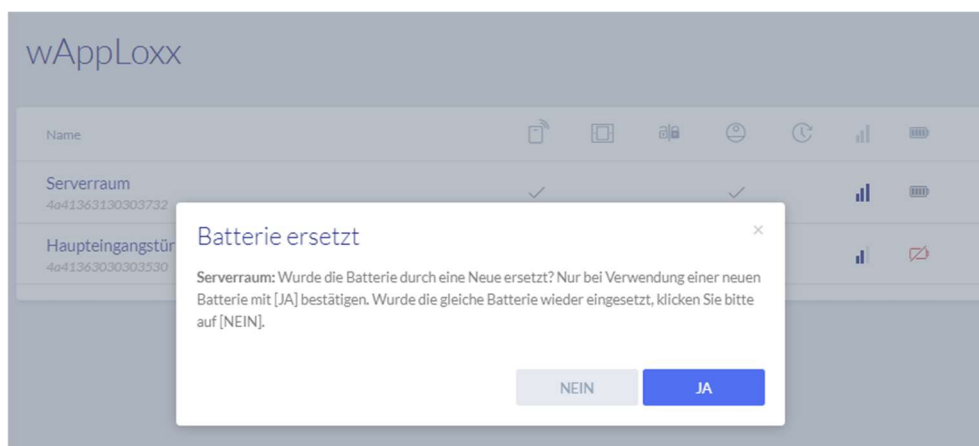 wAppLoxx
Name
Serverraum
4a41363130303732
Haupteingangstür
4a41363030303530
Batterie ersetzt
Serverraum: Wurde die Batterie durch eine Neue ersetzt? Nur bei Verwendung einer neuen
Batterie mit [JA] bestätigen. Wurde die gleiche Batterie wieder eingesetzt, klicken Sie bitte
auf [NEIN].
NEIN
JA